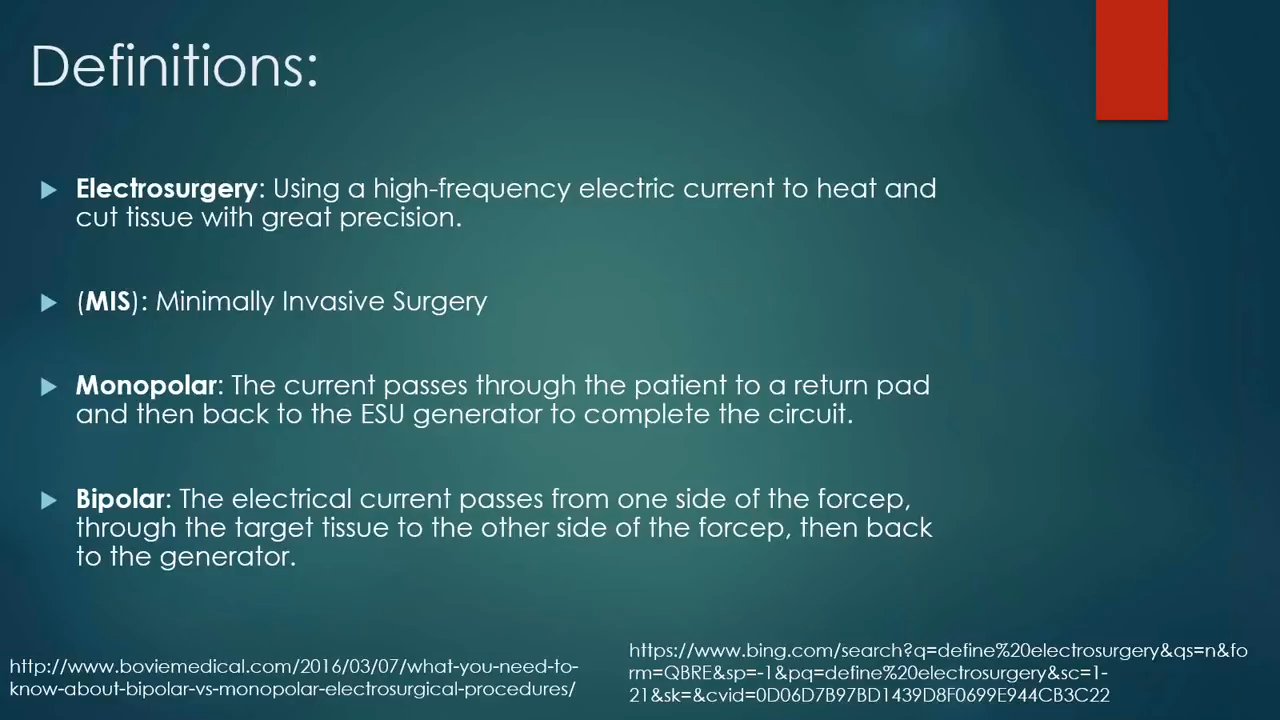 Definitions:
Electrosurgery: Using a high-frequency electric current to heat and
cut tissue with great precision.
(MIS): Minimally Invasive Surgery
Monopolar: The current passes through the patient to a return pad
and then back to the ESU generator to complete the circuit.
Bipolar: The electrical current passes from one side of the forcep,
through the target tissue to the other side of the forcep, then back
to the generator.
http://www.boviemedical.com/2016/03/07/what-you-need-to-
know-about-bipolar-vs-monopolar-electrosurgical-procedures/
https://www.bing.com/search?q=define%20electrosurgery&qs=n&fo
rm=QBRE&sp=-1&pq=define%20electrosurgery&sc=1-
21&sk=&cvid=0D06D7B97BD1439D8F0699E944CB3C22